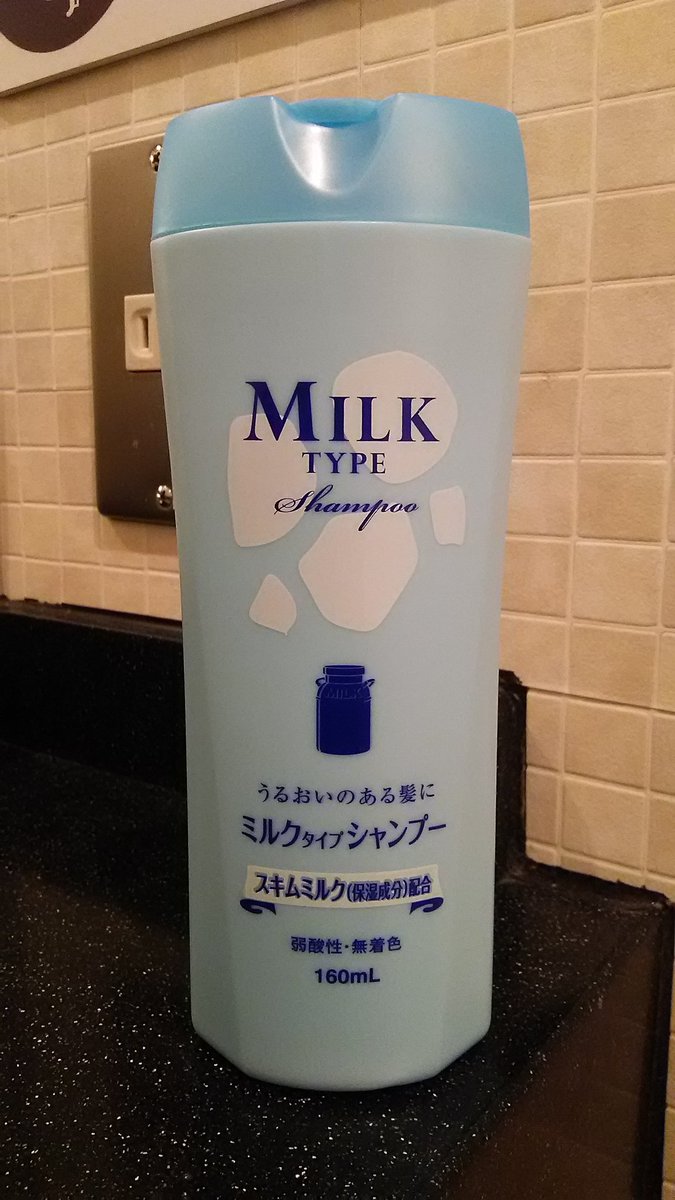 MILK
TYPE
Shampoo
MILK
うるおいのある髪に
ミルクタイプシャンプー
スキムミルク(保湿成分)配合
弱酸性・無着色
160mL